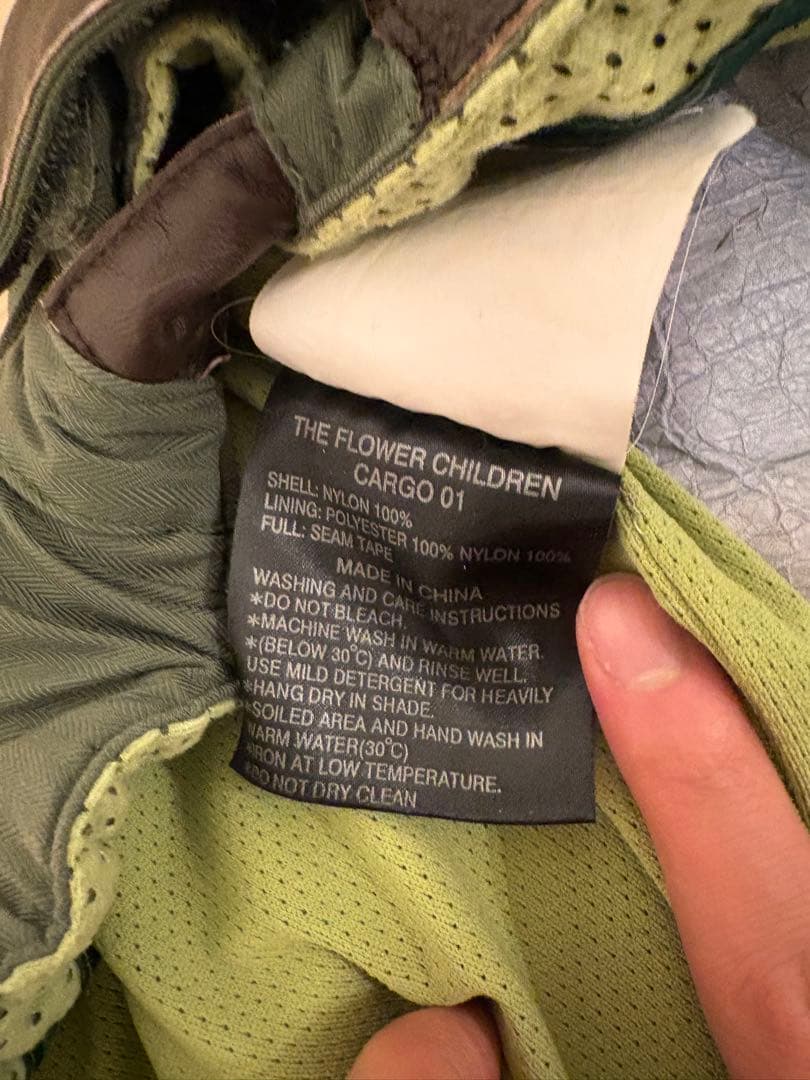 THE FLOWER CHILDREN
CARGO 01
SHELL: NYLON 100%
LINING: POLYESTER 100% NYLON 100%
FULL: SEAM TAPE
MADE IN CHINA
WASHING AND CARE INSTRUCTIONS
*DO NOT BLEACH.
*MACHINE WASH IN WARM WATER.
*(BELOW 30°C) AND RINSE WELL.
USE MILD DETERGENT FOR HEAVILY
*HANG DRY IN SHADE.
*SOILED AREA AND HAND WASH IN
WARM WATER(30°C)
*IRON AT LOW TEMPERATURE.
*DO NOT DRY CLEAN